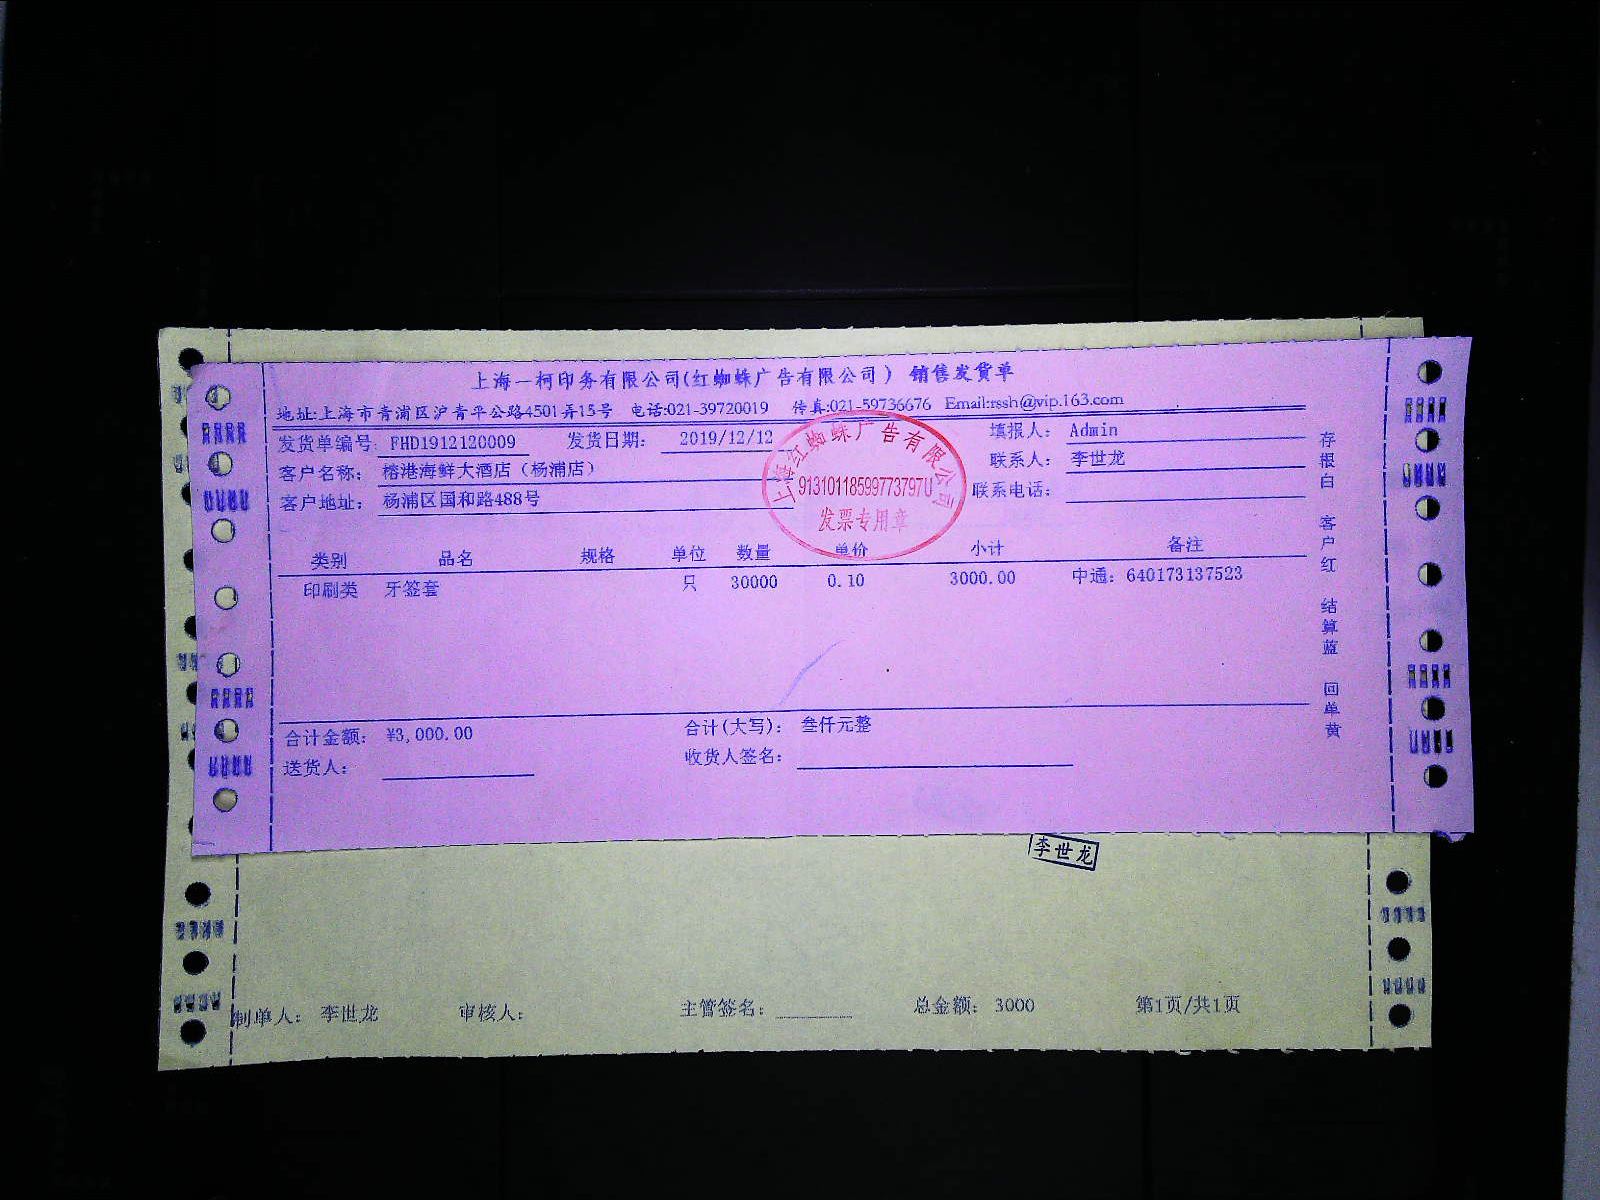 上海一柯印务有限公司(红蜘蛛广告有限公司) 销售发货单
地址:上海市青浦区沪青平公路4501弄15号 电话:021-39720019 传真:021-59736676 Email:rssh@vip.163.com
发货单编号: FHD1912120009 发货日期: 2019/12/12 填报人: Admin
客户名称: 榕港海鲜大酒店(杨浦店) 联系人: 李世龙
客户地址: 杨浦区国和路488号 联系电话:
上海红蜘蛛广告有限公司
91310118599773797U
发票专用章
类别 品名 规格 单位 数量 单价 小计 备注
印刷类 牙签套 只 30000 0.10 3000.00 中通: 640173137523
合计金额: ¥3,000.00 合计(大写): 叁仟元整
送货人: 收货人签名:
存根白 客户红 结算蓝 回单黄
李世龙
制单人: 李世龙 审核人: 主管签名: 总金额: 3000 第1页/共1页